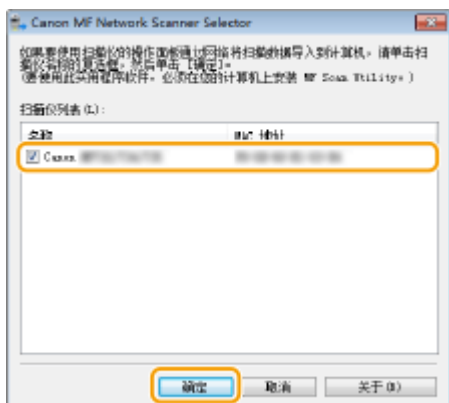 Canon MF Network Scanner Selector
如果要使用扫描仪的操作面板通过网络将扫描数据导入到计算机，请单击扫
描仪名称的复选框，然后单击 [确定]。
(要使用此实用程序软件，必须在您的计算机上安装 MF Scan Utility。)
扫描仪列表(L):
名称 MAC 地址
Canon
确定 取消 关于(B)